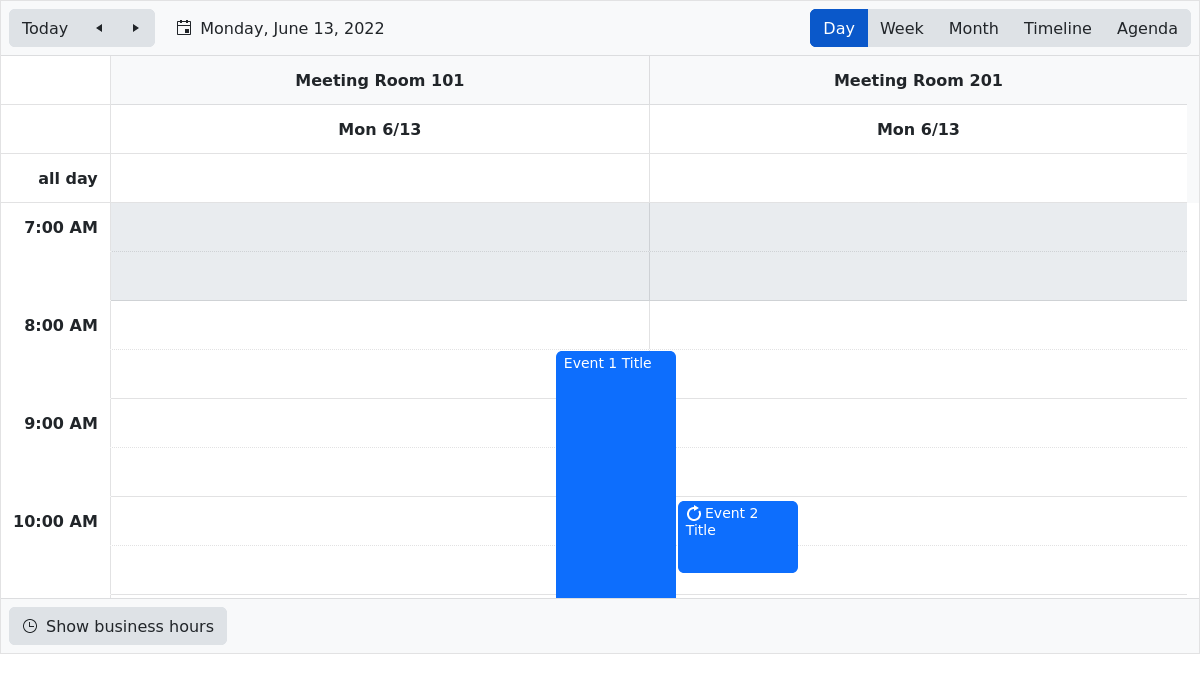 Today
Monday, June 13, 2022
Day Week Month Timeline Agenda
Meeting Room 101 Meeting Room 201
Mon 6/13 Mon 6/13
all day
7:00 AM
8:00 AM
Event 1 Title
9:00 AM
10:00 AM
Event 2
Title
Show business hours